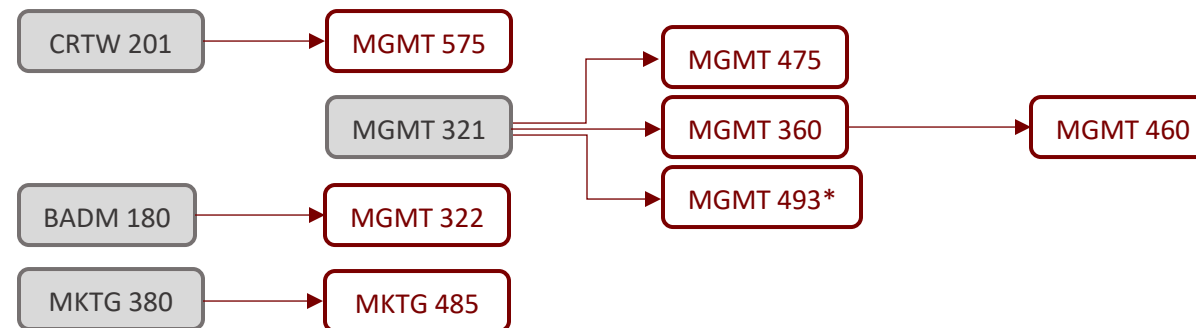 CRTW 201
MGMT 575
MGMT 475
MGMT 321
MGMT 360
MGMT 460
MGMT 493*
BADM 180
MGMT 322
MKTG 380
MKTG 485